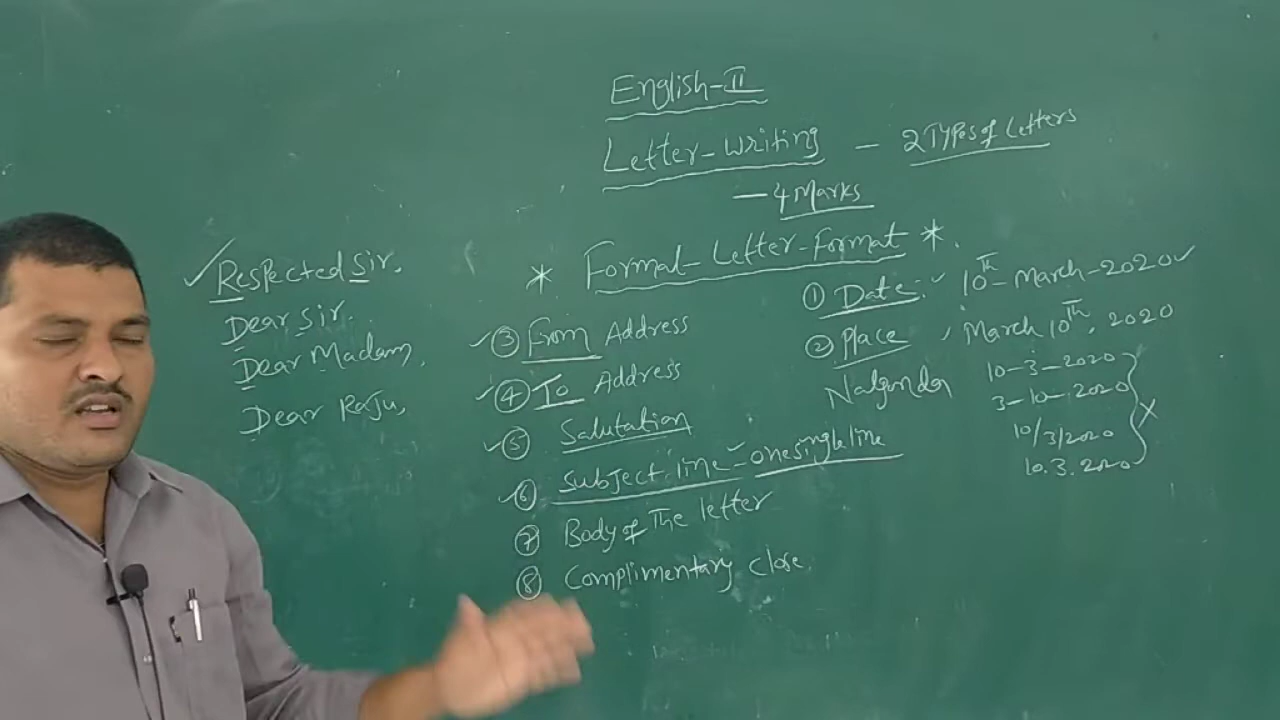 English-II
Letter-Writing - 2 Types of Letters
- 4 Marks
* Formal-Letter-Format *.
✓ Respected Sir.
Dear Sir.
Dear Madam,
Dear Raju,
① Date: ✓ 10th-March-2020 ✓
② Place
Nalgonda
March 10th, 2020
10-3-2020
3-10-2020
10/3/2020
10.3.2020
X
✓ ③ From Address
✓ ④ To Address
✓ ⑤ Salutation
✓ ⑥ Subject line - one single line
⑦ Body of The letter
⑧ Complimentary close.